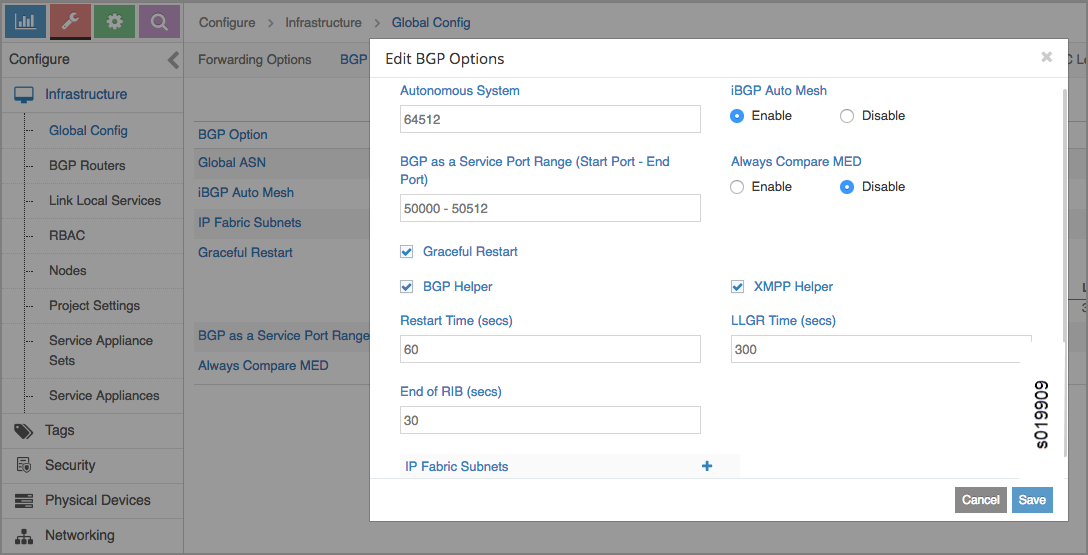 Configure > Infrastructure > Global Config
Configure
Infrastructure
Global Config
BGP Routers
Link Local Services
RBAC
Nodes
Project Settings
Service Appliance
Sets
Service Appliances
Tags
Security
Physical Devices
Networking
Forwarding Options BGP
BGP Option
Global ASN
iBGP Auto Mesh
IP Fabric Subnets
Graceful Restart
BGP as a Service Port Range
Always Compare MED
Edit BGP Options
Autonomous System
64512
iBGP Auto Mesh
Enable Disable
BGP as a Service Port Range (Start Port - End
Port)
50000 - 50512
Always Compare MED
Enable Disable
Graceful Restart
BGP Helper
XMPP Helper
Restart Time (secs)
60
LLGR Time (secs)
300
End of RIB (secs)
30
IP Fabric Subnets
Cancel Save
s019909